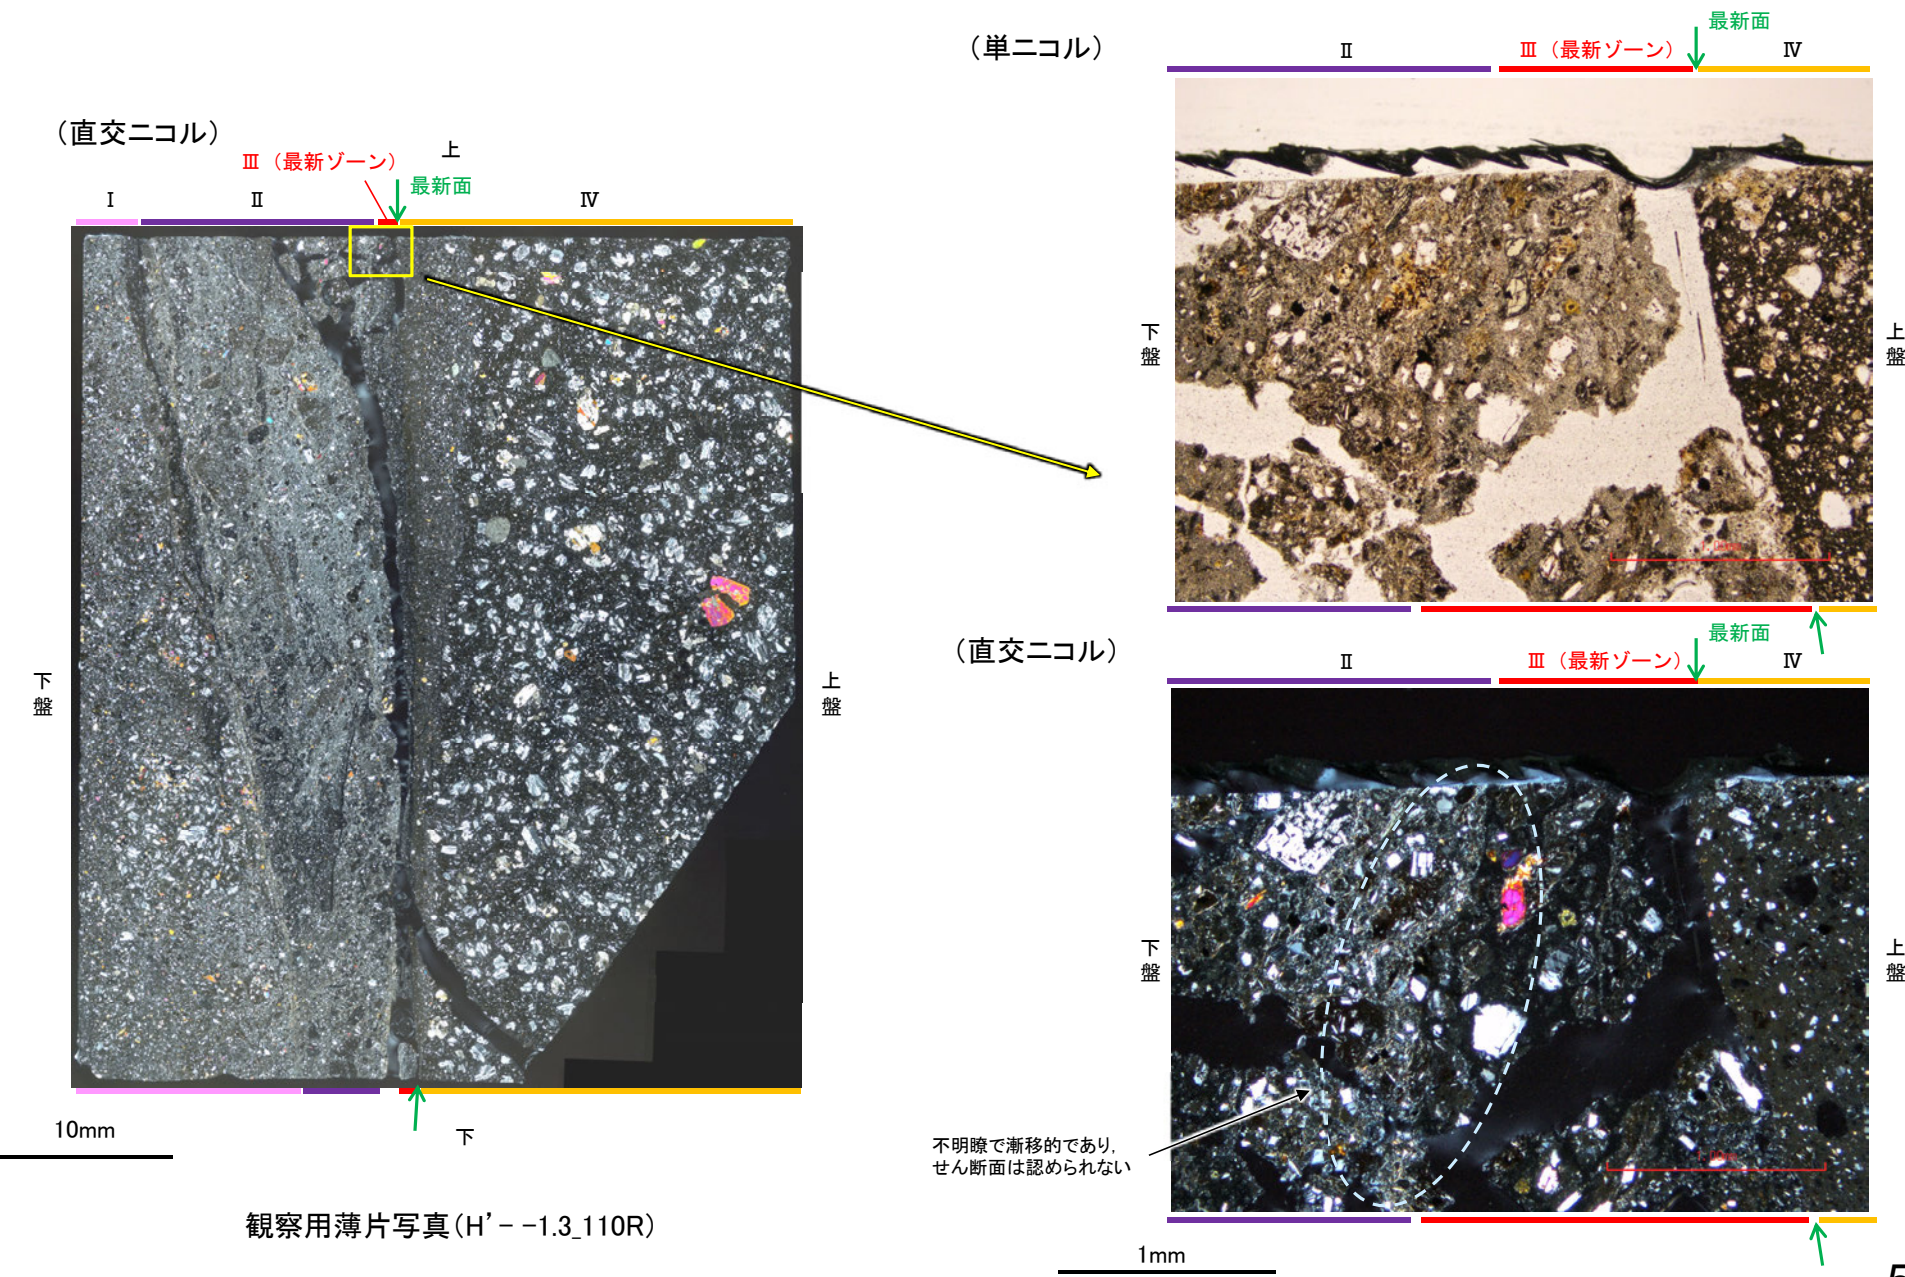 (直交ニコル)
Ⅲ(最新ゾーン)
上
最新面
Ⅰ
Ⅱ
Ⅳ
下盤
上盤
10mm
下
観察用薄片写真(H’- -1.3_110R)
(単ニコル)
最新面
Ⅱ
Ⅲ(最新ゾーン)
Ⅳ
下盤
上盤
(直交ニコル)
最新面
Ⅱ
Ⅲ(最新ゾーン)
Ⅳ
下盤
上盤
不明瞭で漸移的であり,
せん断面は認められない
1mm